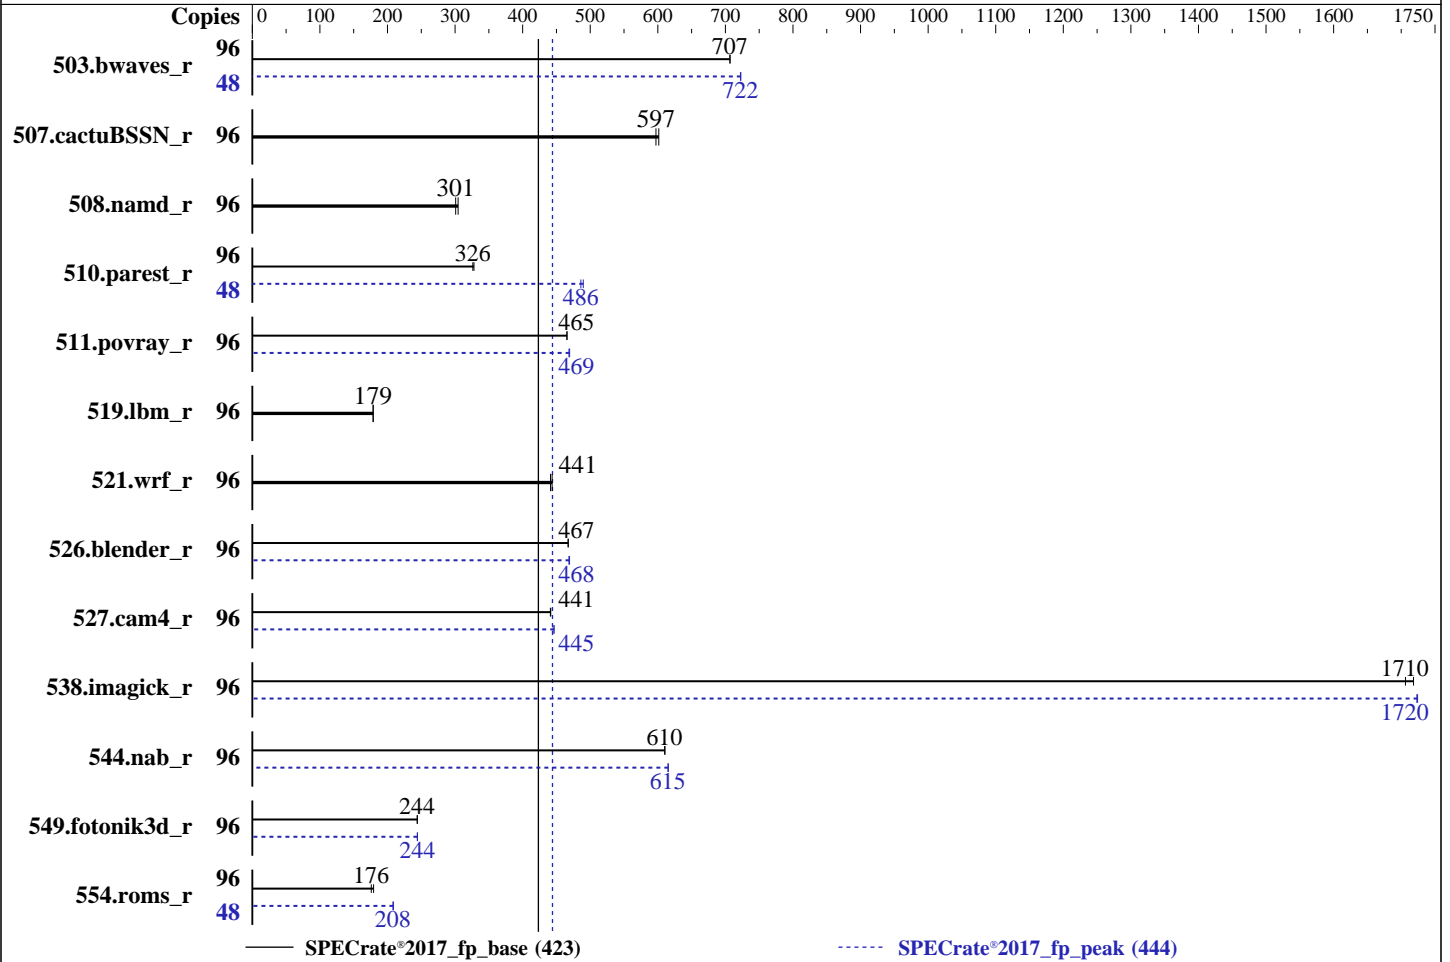 Copies 0 100 200 300 400 500 600 700 800 900 1000 1100 1200 1300 1400 1500 1600 1750
503.bwaves_r 96 707
48 722
507.cactuBSSN_r 96 597
508.namd_r 96 301
510.parest_r 96 326
48 486
511.povray_r 96 465
469
519.lbm_r 96 179
521.wrf_r 96 441
526.blender_r 96 467
468
527.cam4_r 96 441
445
538.imagick_r 96 1710
1720
544.nab_r 96 610
615
549.fotonik3d_r 96 244
244
554.roms_r 96 176
48 208
SPECrate®2017_fp_base (423) SPECrate®2017_fp_peak (444)